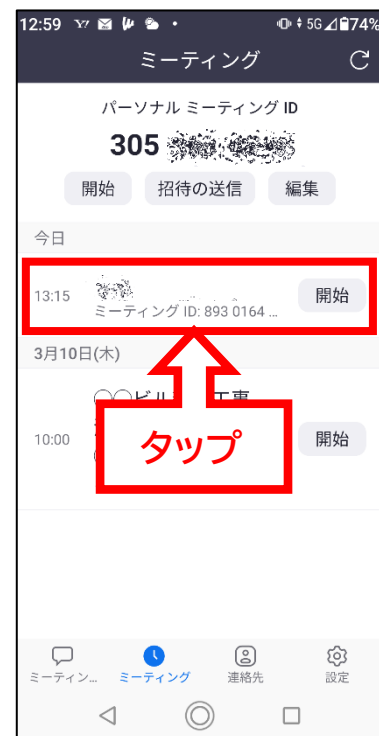 12:59 5G 74%
ミーティング
パーソナル ミーティング ID
305
開始 招待の送信 編集
今日
13:15
ミーティング ID: 893 0164 ...
開始
3月10日(木)
○○ビル 工事
10:00
開始
タップ
ミーティン... ミーティング 連絡先 設定